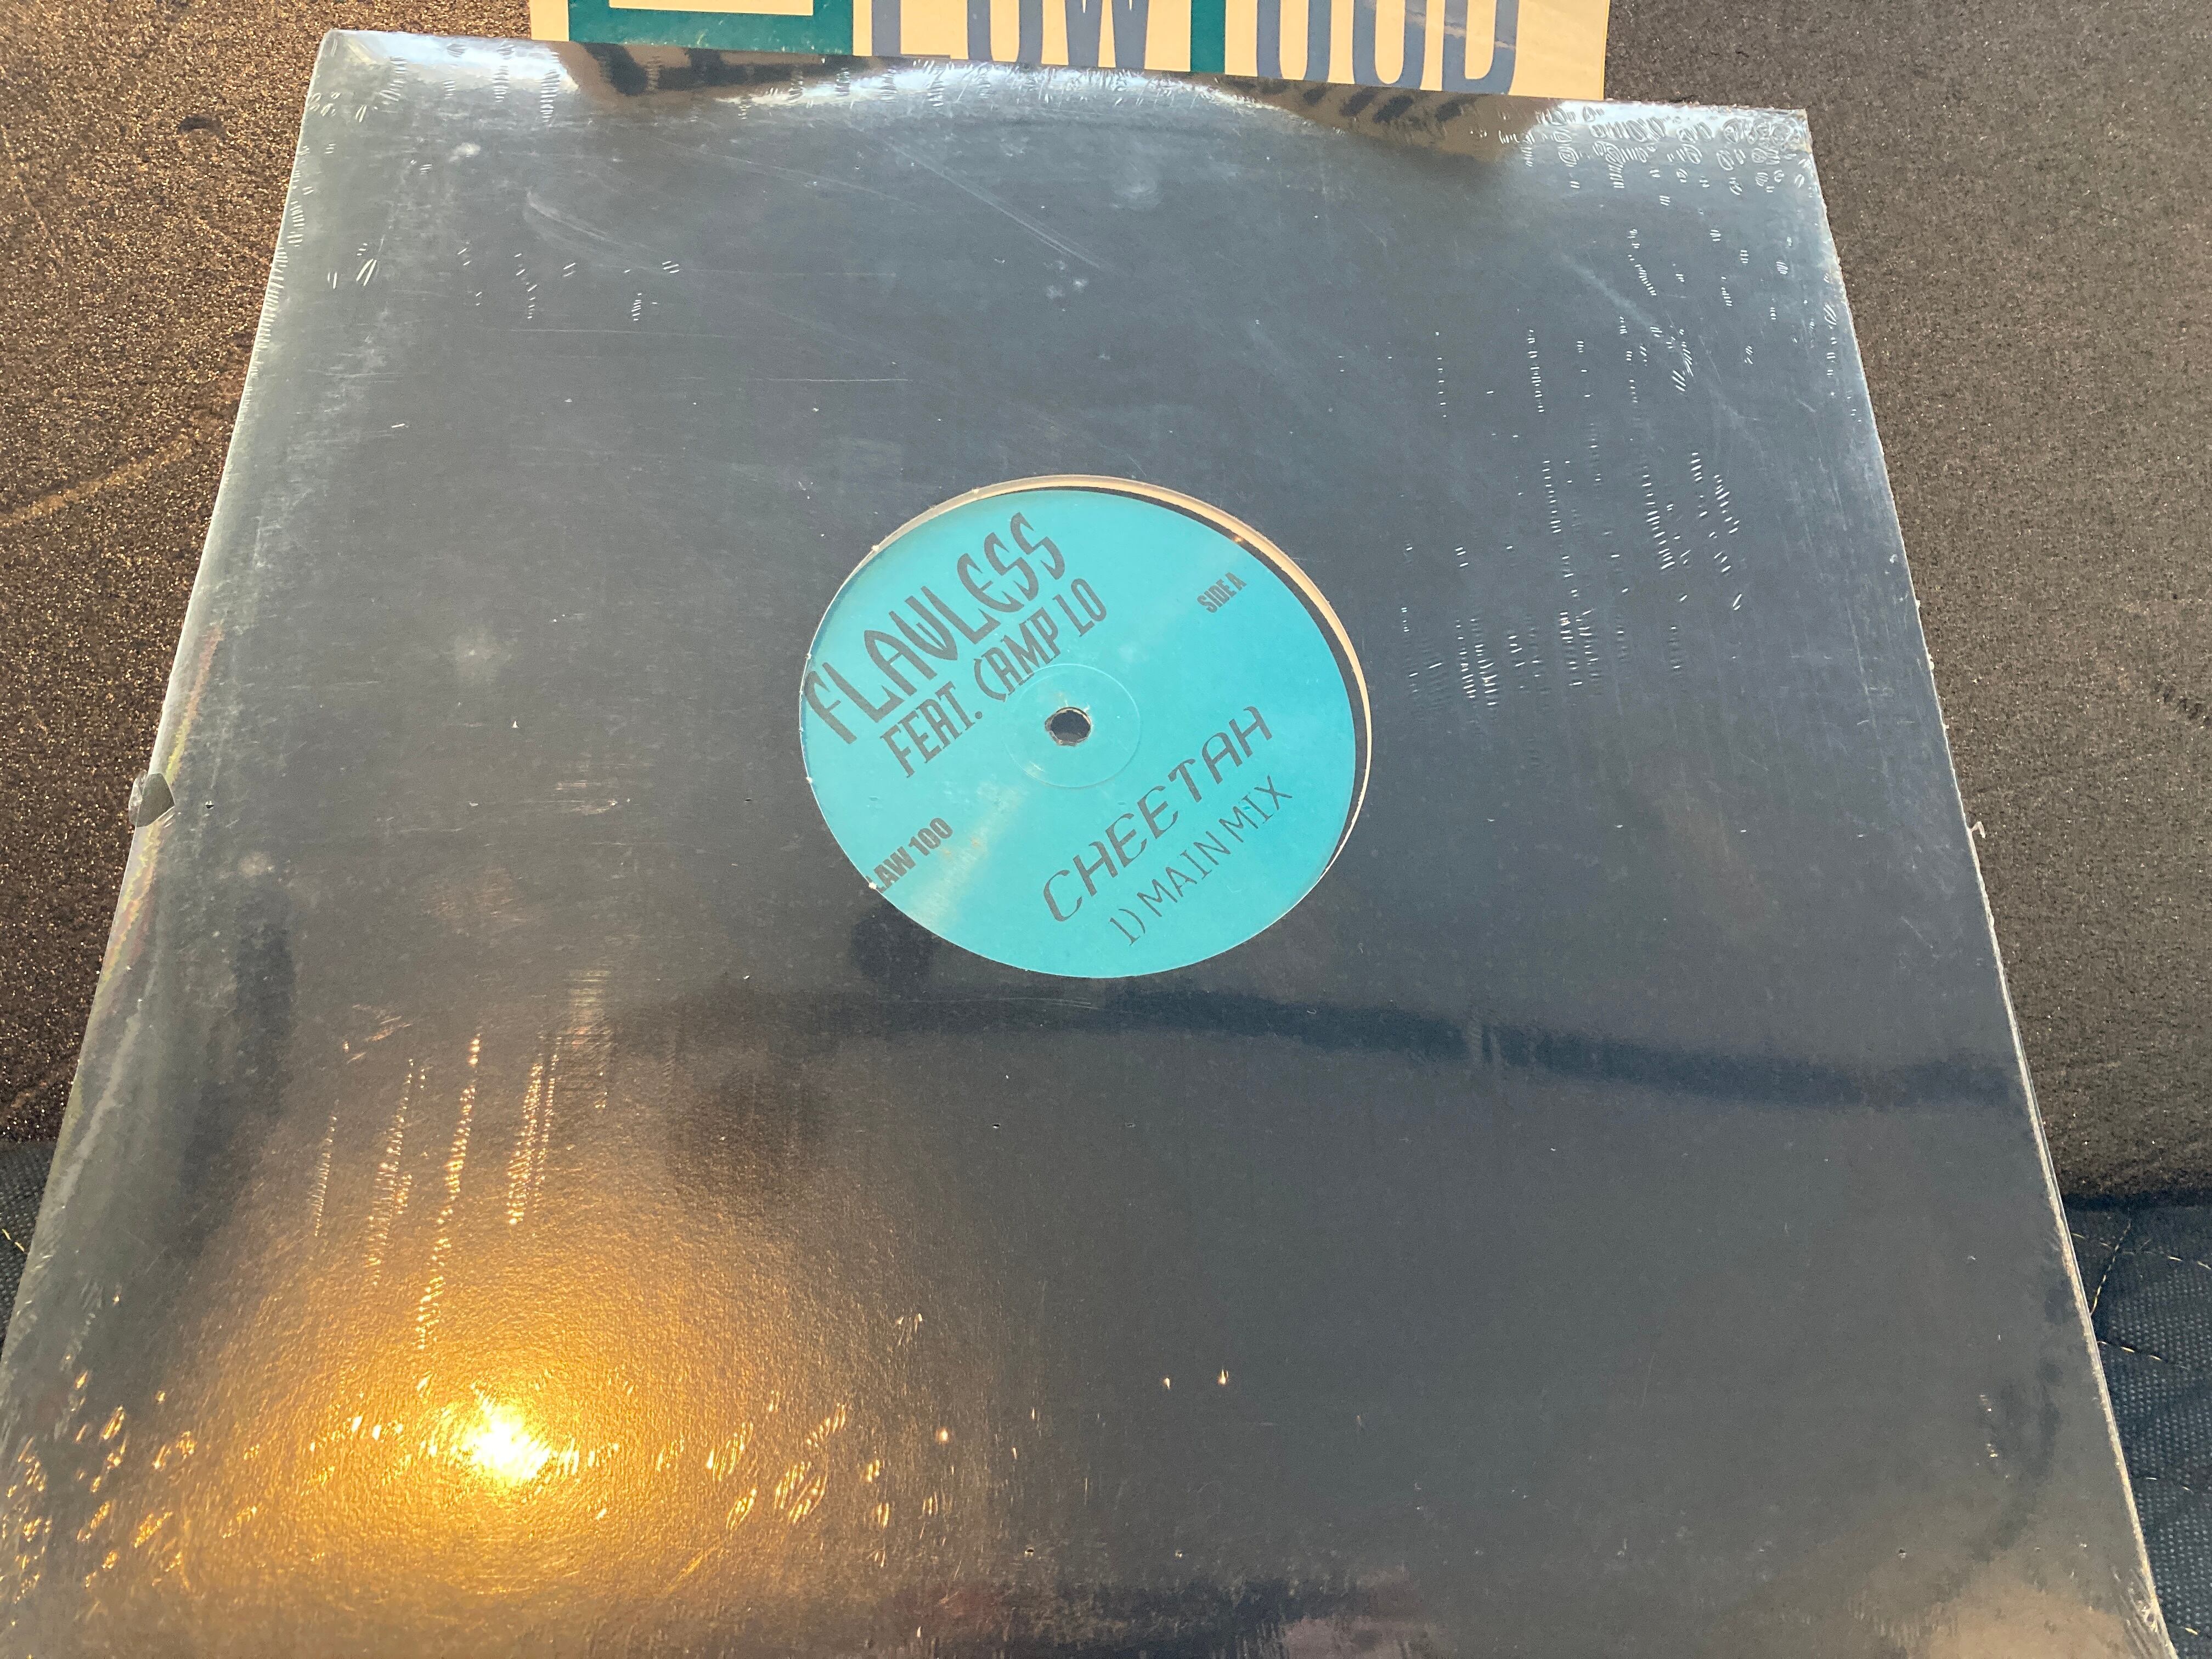 FLAWLESS
FEAT. CAMP LO
SIDE A
LAW 100
CHEETAH
1) MAIN MIX